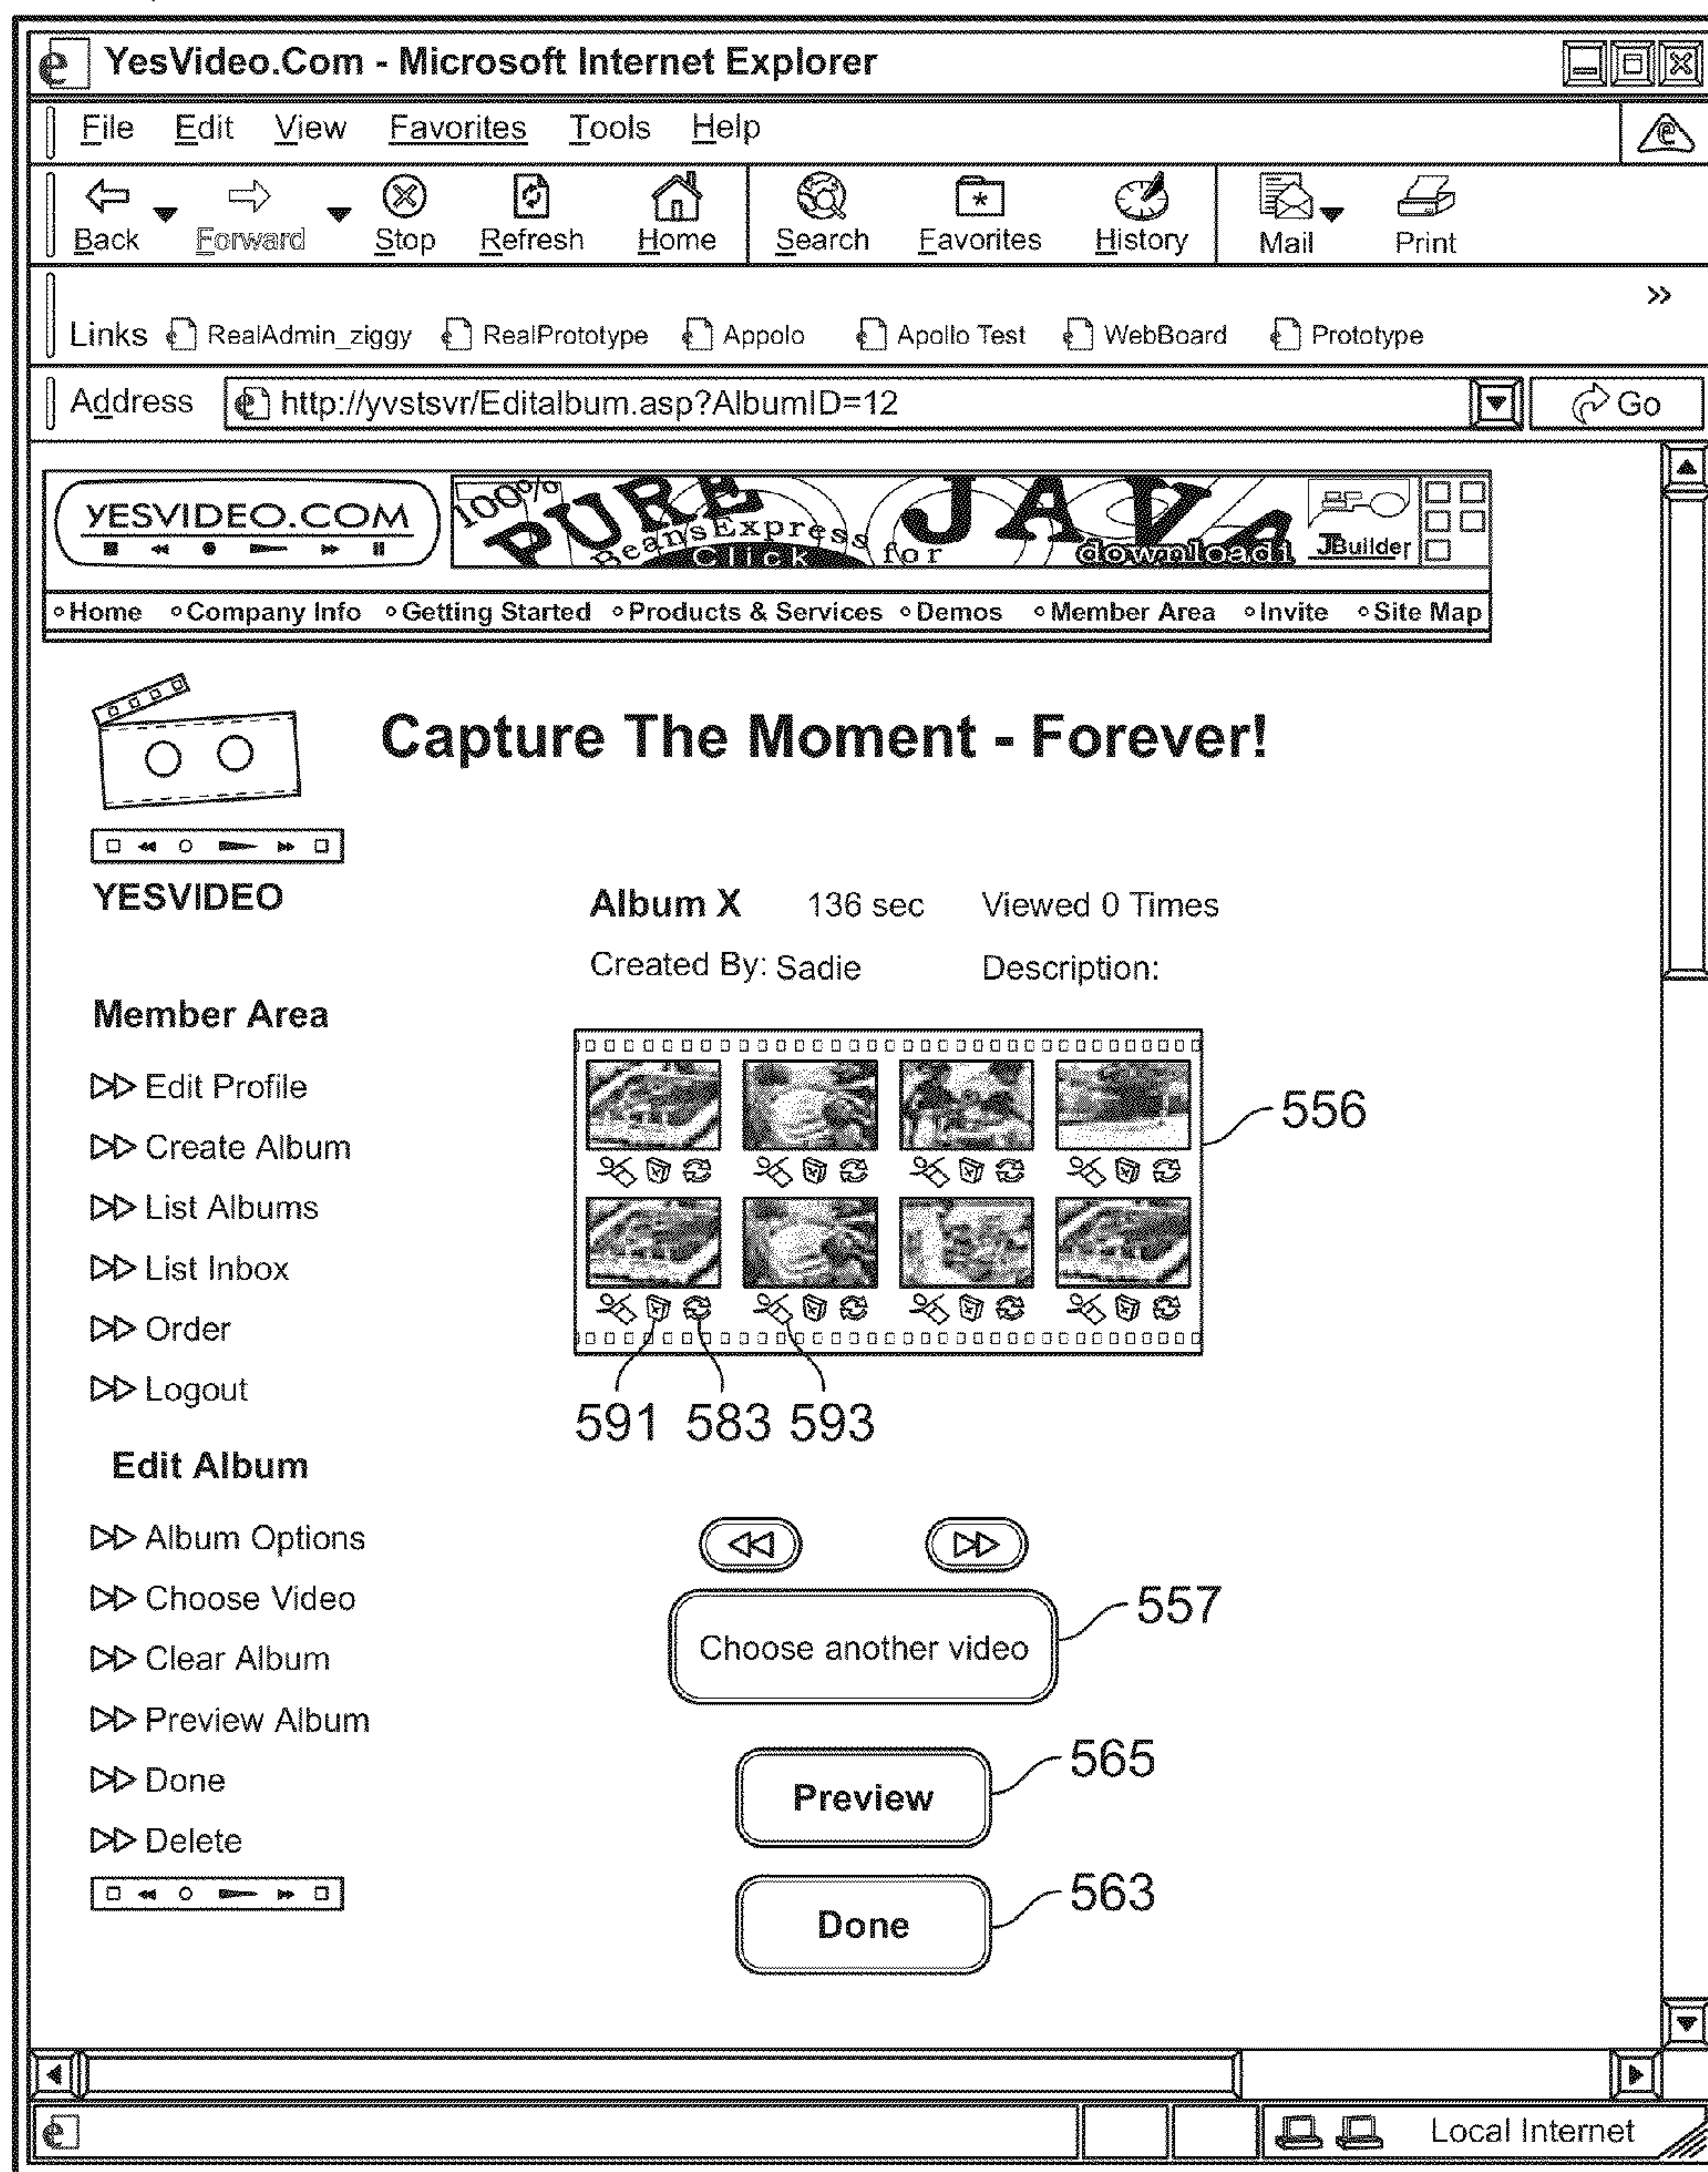 YesVideo.Com - Microsoft Internet Explorer
File Edit View Favorites Tools Help
Back Forward Stop Refresh Home Search Favorites History Mail Print
»
Links RealAdmin_ziggy RealPrototype Appolo Apollo Test WebBoard Prototype
Address http://yvstsvr/Editalbum.asp?AlbumID=12 Go
YESVIDEO.COM 100% PURE JAVA
BeansExpress for JBuilder
Click downloadi
Home Company Info Getting Started Products & Services Demos Member Area Invite Site Map
Capture The Moment - Forever!
YESVIDEO
Album X 136 sec Viewed 0 Times
Created By: Sadie Description:
Member Area
Edit Profile
Create Album
List Albums
List Inbox
Order
Logout
556
591 583 593
Edit Album
Album Options
Choose Video
Clear Album
Preview Album
Done
Delete
Choose another video 557
Preview 565
Done 563
Local Internet